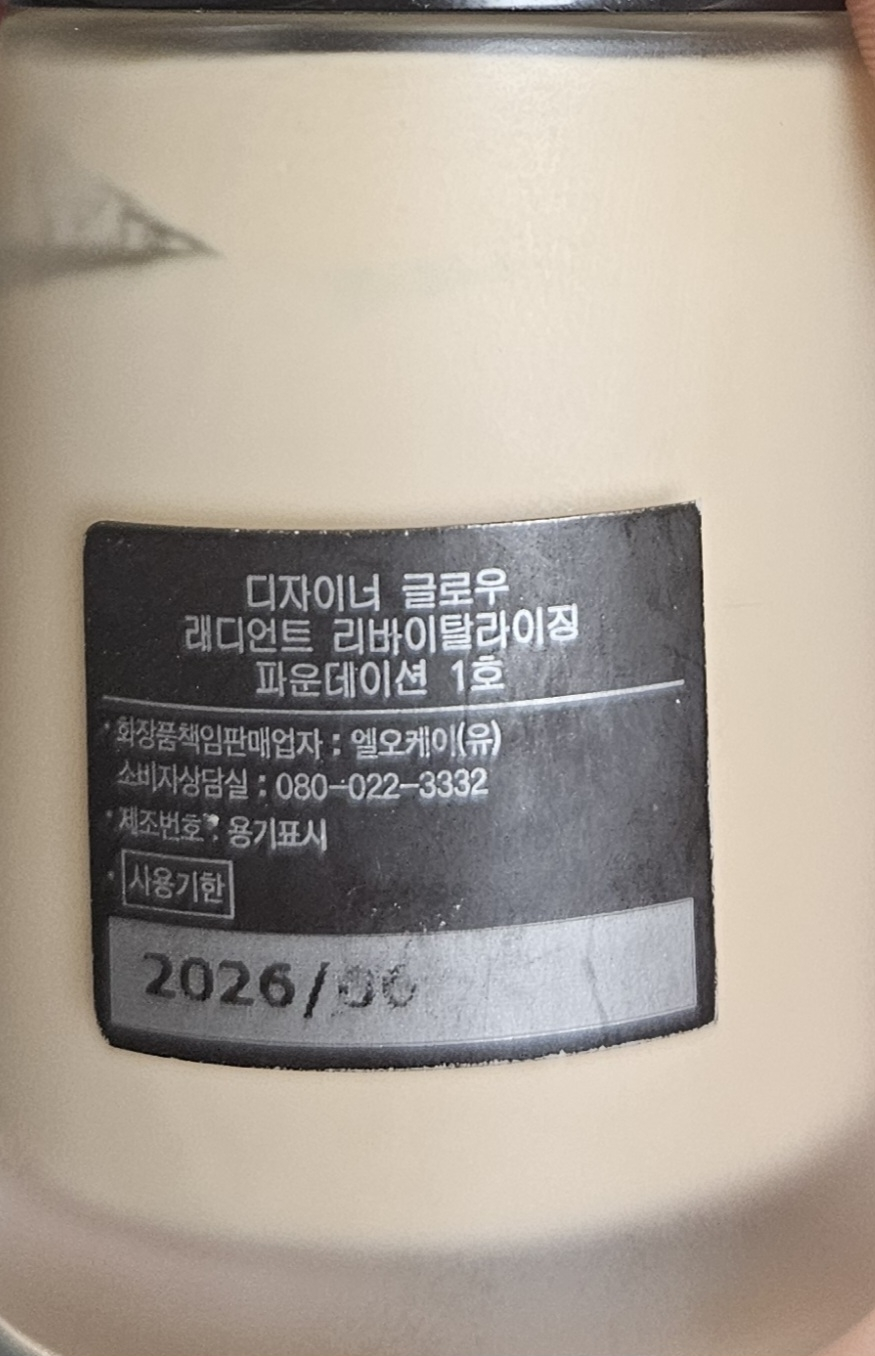 디자이너 글로우
래디언트 리바이탈라이징
파운데이션 1호
·화장품책임판매업자 : 엘오케이(유)
소비자상담실 : 080-022-3332
·제조번호 : 용기표시
·사용기한
2026/06